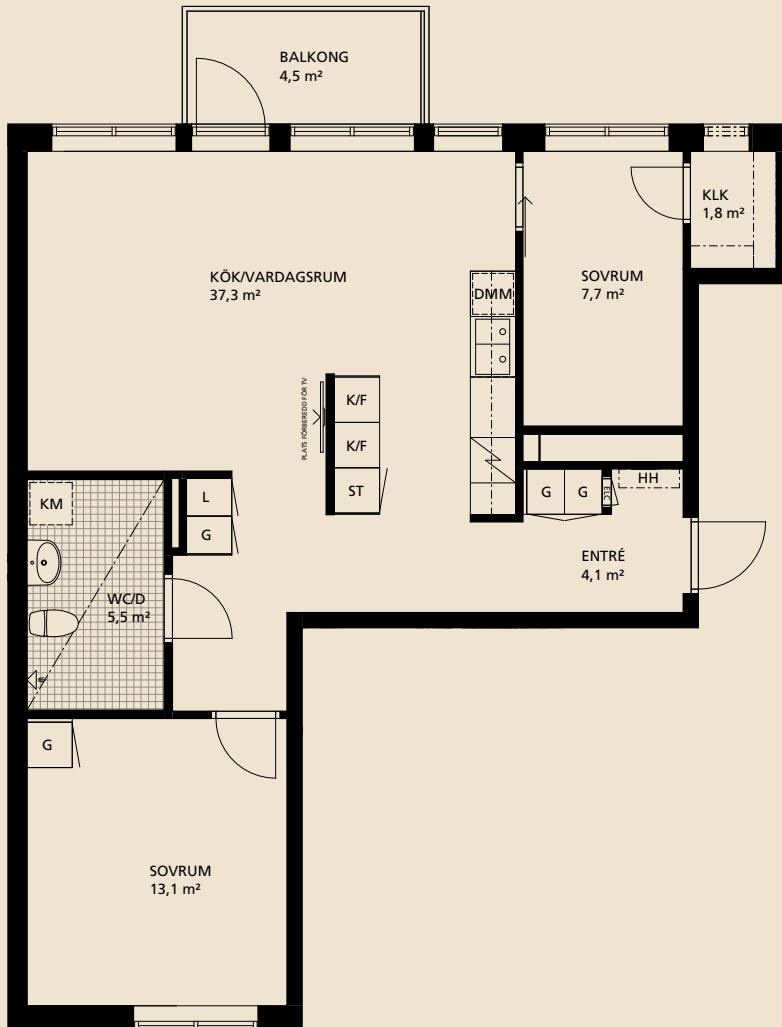 BALKONG
4,5 m²
KLK
1,8 m²
KÖK/VARDAGSRUM
37,3 m²
DMM
SOVRUM
7,7 m²
PLATS FÖRBEREDD FÖR TV
K/F
K/F
ST
L
G
G
G
ELC
HH
KM
ENTRÉ
4,1 m²
WC/D
5,5 m²
G
SOVRUM
13,1 m²